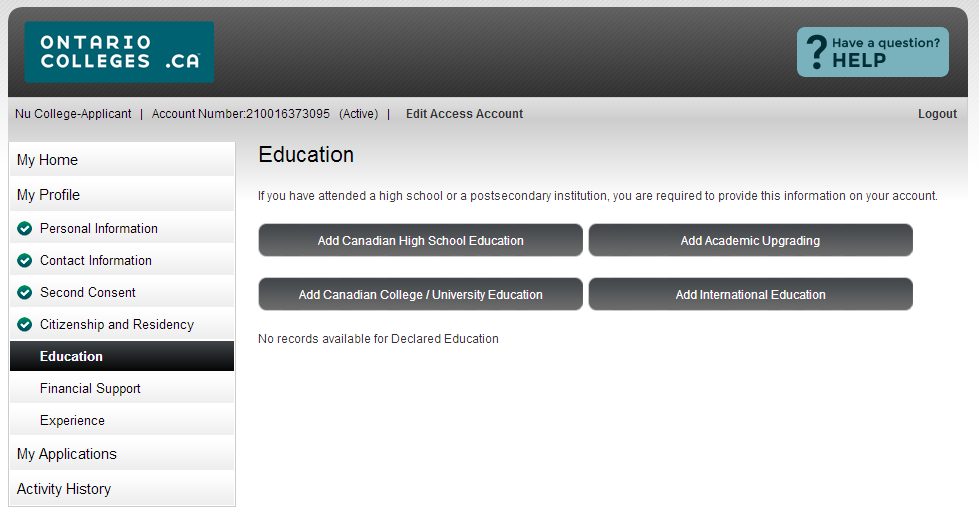 ONTARIO
COLLEGES .CA
? Have a question?
HELP
Nu College-Applicant | Account Number:210016373095 (Active) | Edit Access Account Logout
My Home
My Profile
Personal Information
Contact Information
Second Consent
Citizenship and Residency
Education
Financial Support
Experience
My Applications
Activity History
Education
If you have attended a high school or a postsecondary institution, you are required to provide this information on your account.
Add Canadian High School Education Add Academic Upgrading
Add Canadian College / University Education Add International Education
No records available for Declared Education